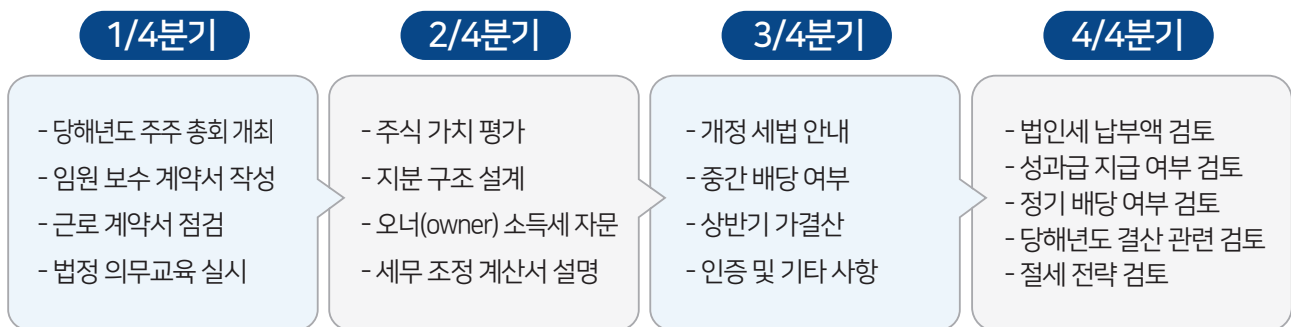 1/4분기
- 당해년도 주주 총회 개최
- 임원 보수 계약서 작성
- 근로 계약서 점검
- 법정 의무교육 실시
2/4분기
- 주식 가치 평가
- 지분 구조 설계
- 오너(owner) 소득세 자문
- 세무 조정 계산서 설명
3/4분기
- 개정 세법 안내
- 중간 배당 여부
- 상반기 가결산
- 인증 및 기타 사항
4/4분기
- 법인세 납부액 검토
- 성과급 지급 여부 검토
- 정기 배당 여부 검토
- 당해년도 결산 관련 검토
- 절세 전략 검토